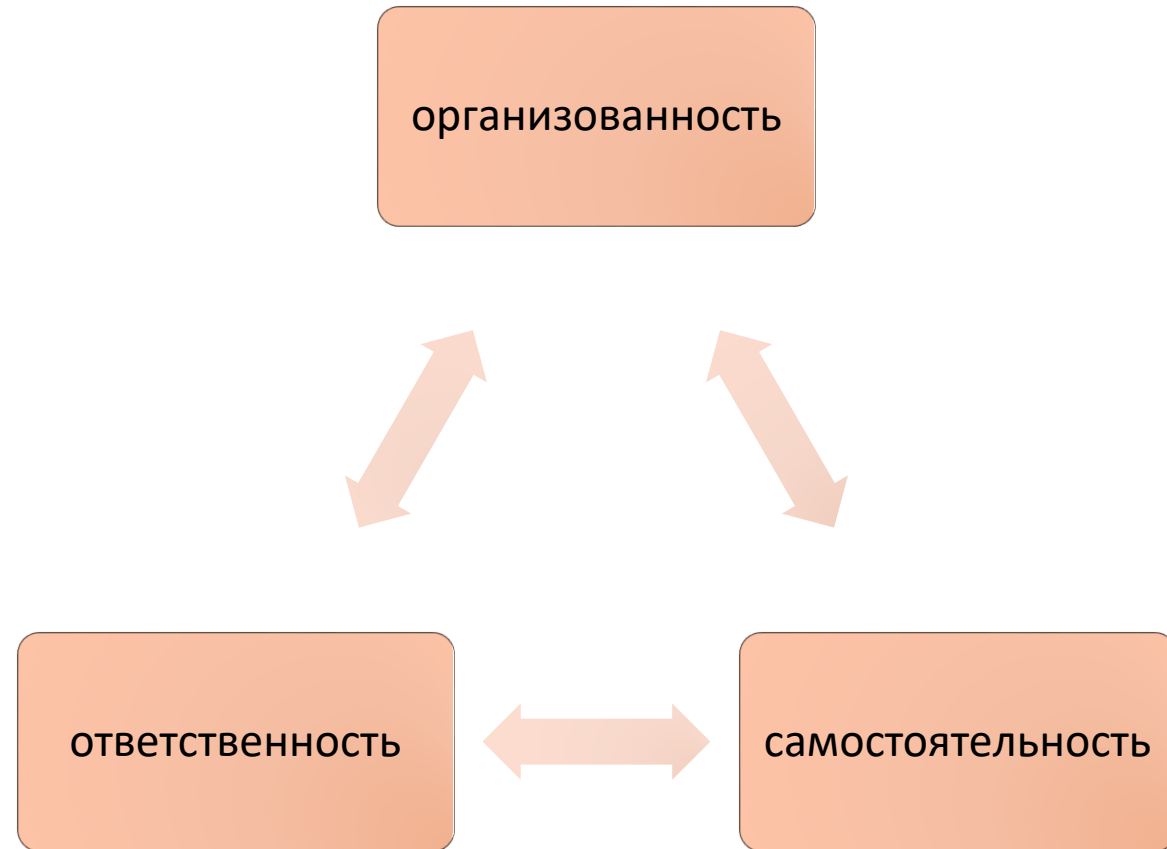 организованность
ответственность
самостоятельность